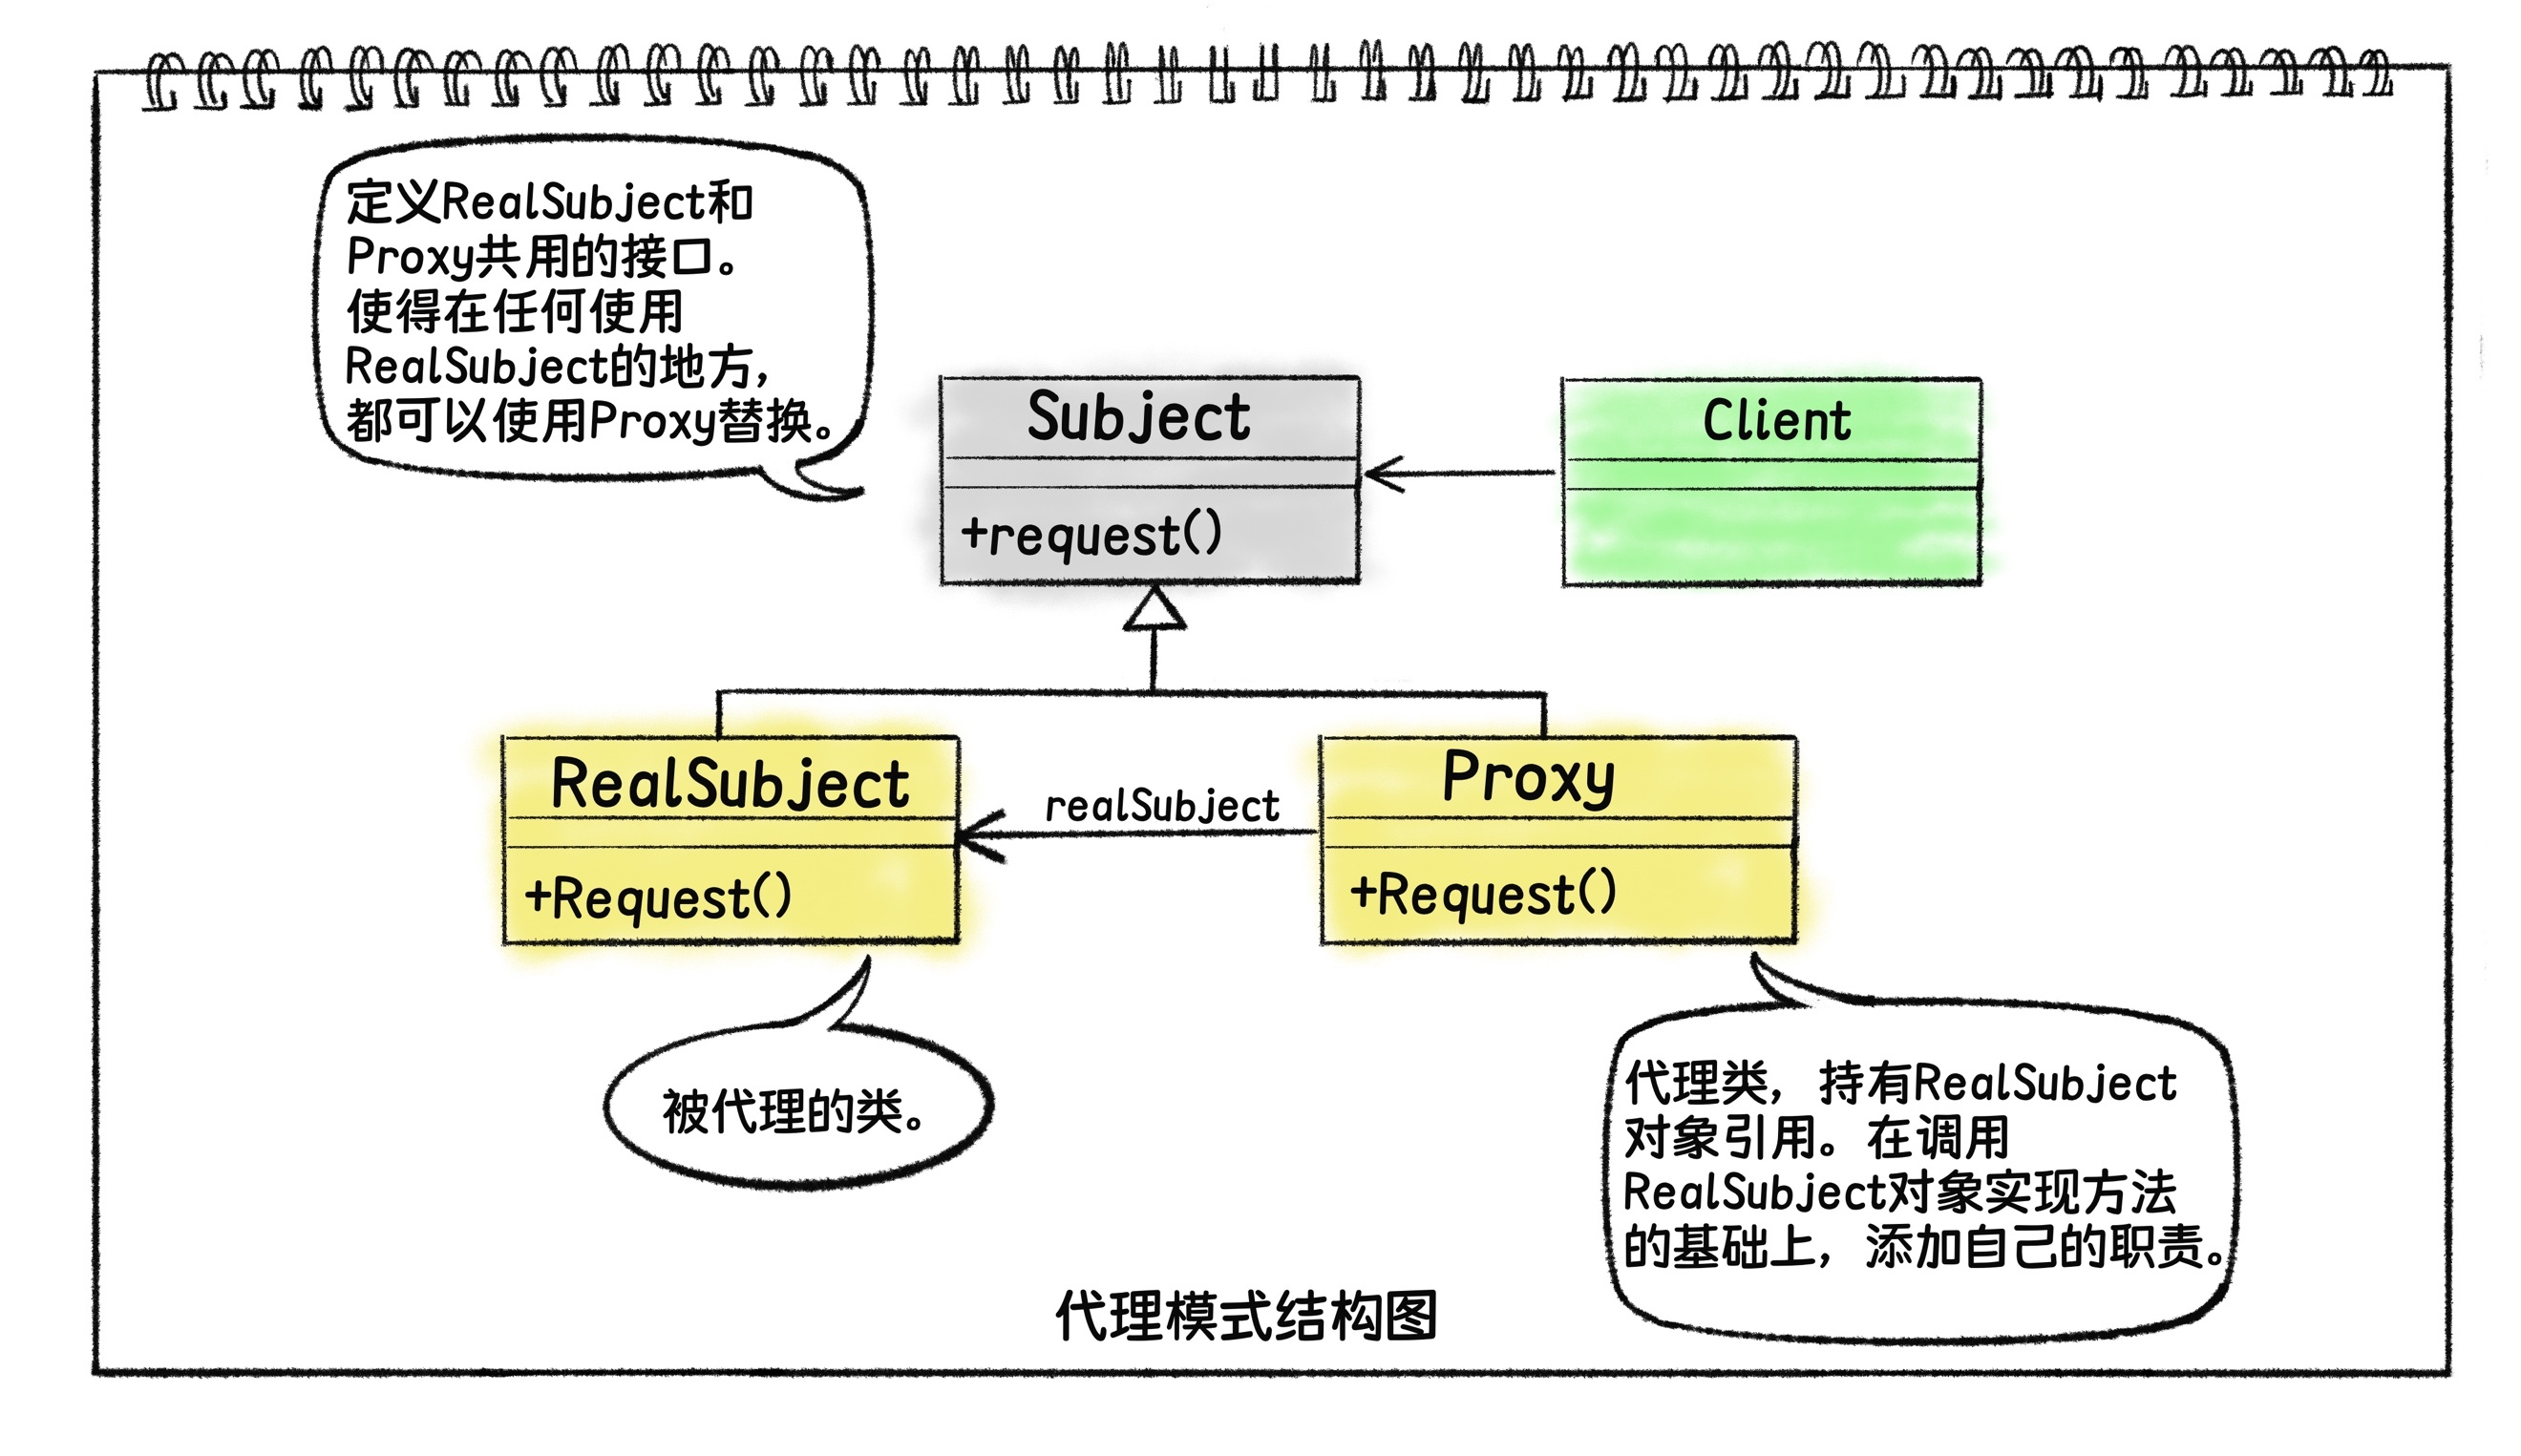 定义RealSubject和
Proxy共用的接口。
使得在任何使用
RealSubject的地方，
都可以使用Proxy替换。
Subject
+request()
Client
RealSubject
+Request()
realSubject
Proxy
+Request()
被代理的类。
代理类，持有RealSubject
对象引用。在调用
RealSubject对象实现方法
的基础上，添加自己的职责。
代理模式结构图